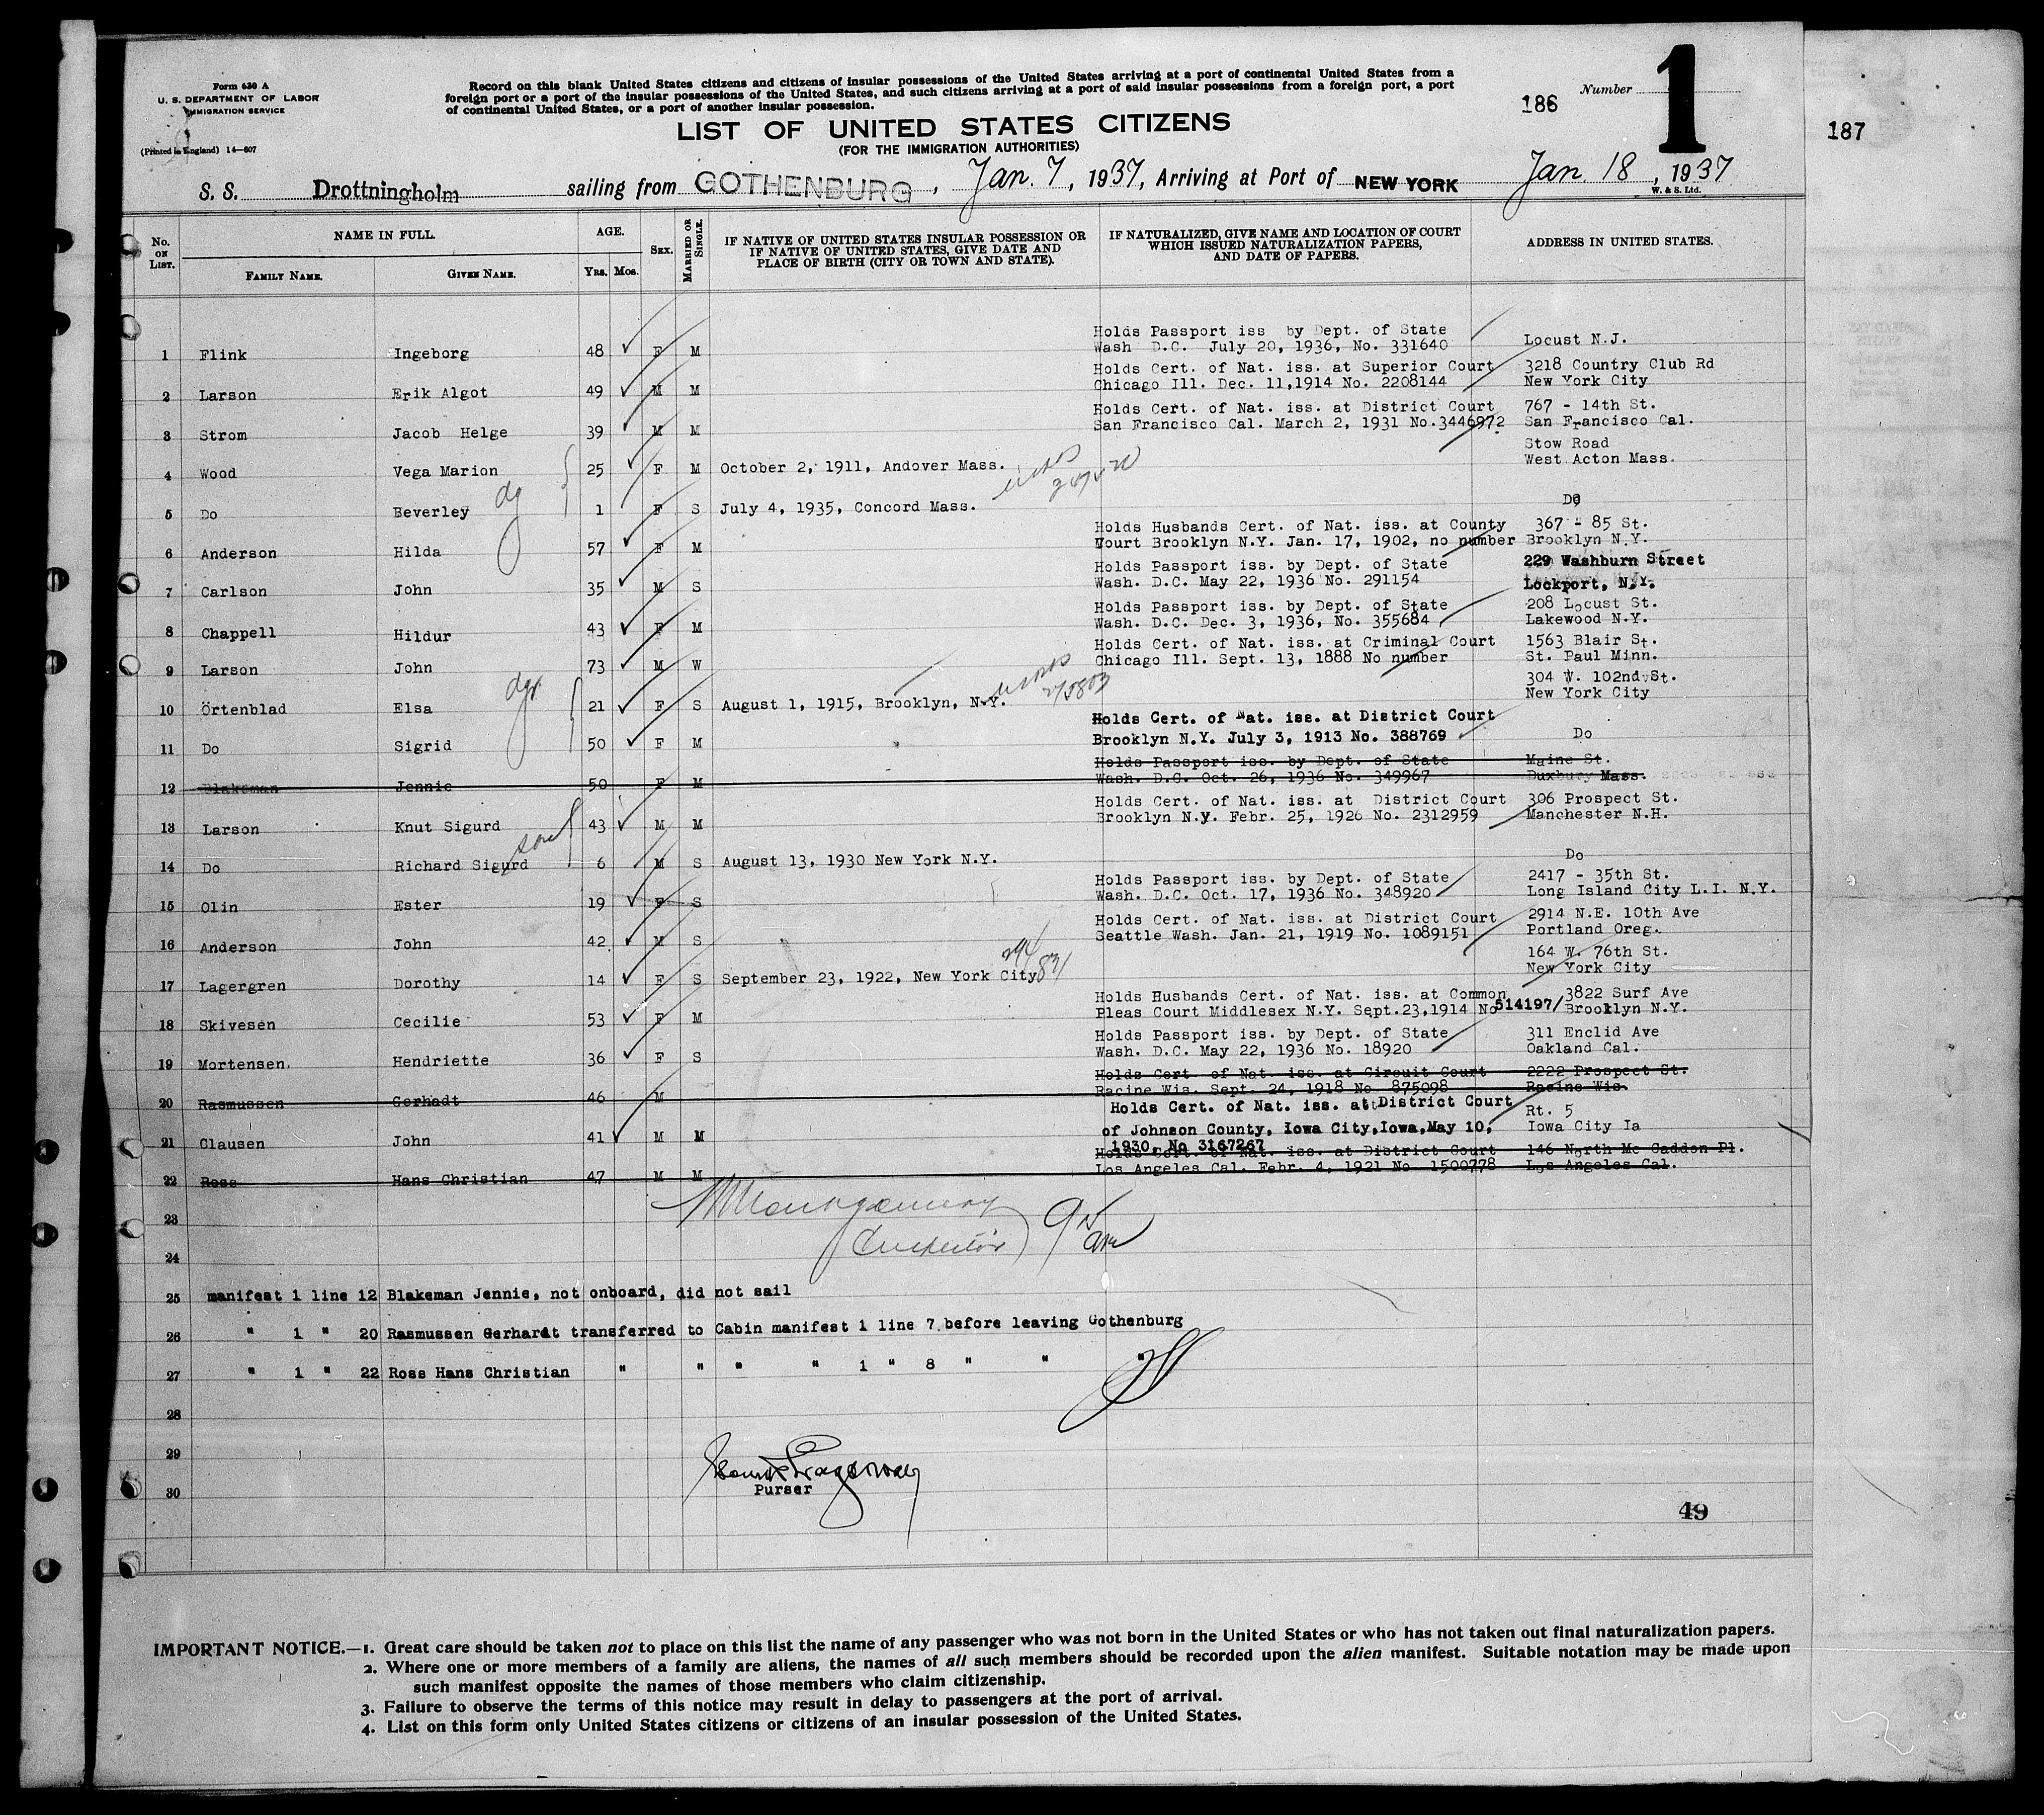 Form 630 A
U. S. DEPARTMENT OF LABOR
IMMIGRATION SERVICE
(Printed in England) 14—607
Record on this blank United States citizens and citizens of insular possessions of the United States arriving at a port of continental United States from a
foreign port or a port of the insular possessions of the United States, and such citizens arriving at a port of said insular possessions from a foreign port, a port
of continental United States, or a port of another insular possession.
186
Number 1
187
LIST OF UNITED STATES CITIZENS
(FOR THE IMMIGRATION AUTHORITIES)
S. S. Drottningholm sailing from GOTHENBURG, Jan. 7, 1937, Arriving at Port of NEW YORK Jan. 18, 1937
W. & S. Ltd.
No. ON LIST.
NAME IN FULL.
FAMILY NAME. GIVEN NAME.
AGE.
YRS. MOS.
SEX.
MARRIED OR SINGLE.
IF NATIVE OF UNITED STATES INSULAR POSSESSION OR
IF NATIVE OF UNITED STATES, GIVE DATE AND
PLACE OF BIRTH (CITY OR TOWN AND STATE).
IF NATURALIZED, GIVE NAME AND LOCATION OF COURT
WHICH ISSUED NATURALIZATION PAPERS,
AND DATE OF PAPERS.
ADDRESS IN UNITED STATES.
Holds Passport iss by Dept. of State
1 Flink Ingeborg 48 F M Wash D.C. July 20, 1936, No. 331640 Locust N.J.
Holds Cert. of Nat. iss. at Superior Court 3218 Country Club Rd
2 Larson Erik Algot 49 M M Chicago Ill. Dec. 11,1914 No. 2208144 New York City
Holds Cert. of Nat. iss. at District Court 767 - 14th St.
3 Strom Jacob Helge 39 M M San Francisco Cal. March 2, 1931 No.3446972 San Francisco Cal.
Stow Road
4 Wood Vega Marion 25 F M October 2, 1911, Andover Mass. West Acton Mass.
5 Do Beverley dg 1 F S July 4, 1935, Concord Mass. Do
Holds Husbands Cert. of Nat. iss. at County 367 - 85 St.
6 Anderson Hilda 57 F M Court Brooklyn N.Y. Jan. 17, 1902, no number Brooklyn N.Y.
Holds Passport iss. by Dept. of State 229 Washburn Street
7 Carlson John 35 M S Wash. D.C. May 22, 1936 No. 291154 Lockport, N.Y.
Holds Passport iss. by Dept. of State 208 Locust St.
8 Chappell Hildur 43 F M Wash. D.C. Dec. 3, 1936, No. 355684 Lakewood N.Y.
Holds Cert. of Nat. iss. at Criminal Court 1563 Blair St.
9 Larson John 73 M W Chicago Ill. Sept. 13, 1888 No number St. Paul Minn.
304 W. 102nd St.
10 Örtenblad Elsa dgr 21 F S August 1, 1915, Brooklyn, N.Y. New York City
Holds Cert. of Nat. iss. at District Court
11 Do Sigrid 50 F M Brooklyn N.Y. July 3, 1913 No. 388769 Do
Holds Passport iss. by Dept. of State Maine St.
12 Blakeman Jennie 50 F M Wash. D.C. Oct. 26, 1936 No. 349967 Duxbury Mass.
Holds Cert. of Nat. iss. at District Court 306 Prospect St.
13 Larson Knut Sigurd 43 M M Brooklyn N.Y. Febr. 25, 1926 No. 2312959 Manchester N.H.
14 Do Richard Sigurd son 6 M S August 13, 1930 New York N.Y. Do
Holds Passport iss. by Dept. of State 2417 - 35th St.
15 Olin Ester 19 F S Wash. D.C. Oct. 17, 1936 No. 348920 Long Island City L.I. N.Y.
Holds Cert. of Nat. iss. at District Court 2914 N.E. 10th Ave
16 Anderson John 42 M S Seattle Wash. Jan. 21, 1919 No. 1089151 Portland Oreg.
164 W. 76th St.
17 Lagergren Dorothy 14 F S September 23, 1922, New York City New York City
Holds Husbands Cert. of Nat. iss. at Common 3822 Surf Ave
18 Skivesen Cecilie 53 F M Pleas Court Middlesex N.Y. Sept.23,1914 No 514197/ Brooklyn N.Y.
Holds Passport iss. by Dept. of State 311 Enclid Ave
19 Mortensen. Hendriette 36 F S Wash. D.C. May 22, 1936 No. 18920 Oakland Cal.
Holds Cert. of Nat. iss. at Circuit Court 2222 Prospect St.
20 Rasmussen Gerhadt 46 M Racine Wis. Sept. 24, 1918 No. 875098 Racine Wis.
Holds Cert. of Nat. iss. at District Court Rt. 5
21 Clausen John 41 M M of Johnson County, Iowa City,Iowa,May 10, Iowa City Ia
1930, No 3167267
Holds Cert. of Nat. iss. at District Court 146 North Mc Caddon Pl.
22 Ross Hans Christian 47 M M Los Angeles Cal. Febr. 4, 1921 No. 1500778 Los Angeles Cal.
23 Montgomery
24 Inspector
25 manifest 1 line 12 Blakeman Jennie, not onboard, did not sail
26 " 1 " 20 Rasmussen Gerhardt transferred to Cabin manifest 1 line 7 before leaving Gothenburg
27 " 1 " 22 Ross Hans Christian " " " " 1 " 8 " " "
28
29
30 Purser
49
IMPORTANT NOTICE.—1. Great care should be taken not to place on this list the name of any passenger who was not born in the United States or who has not taken out final naturalization papers.
2. Where one or more members of a family are aliens, the names of all such members should be recorded upon the alien manifest. Suitable notation may be made upon
such manifest opposite the names of those members who claim citizenship.
3. Failure to observe the terms of this notice may result in delay to passengers at the port of arrival.
4. List on this form only United States citizens or citizens of an insular possession of the United States.